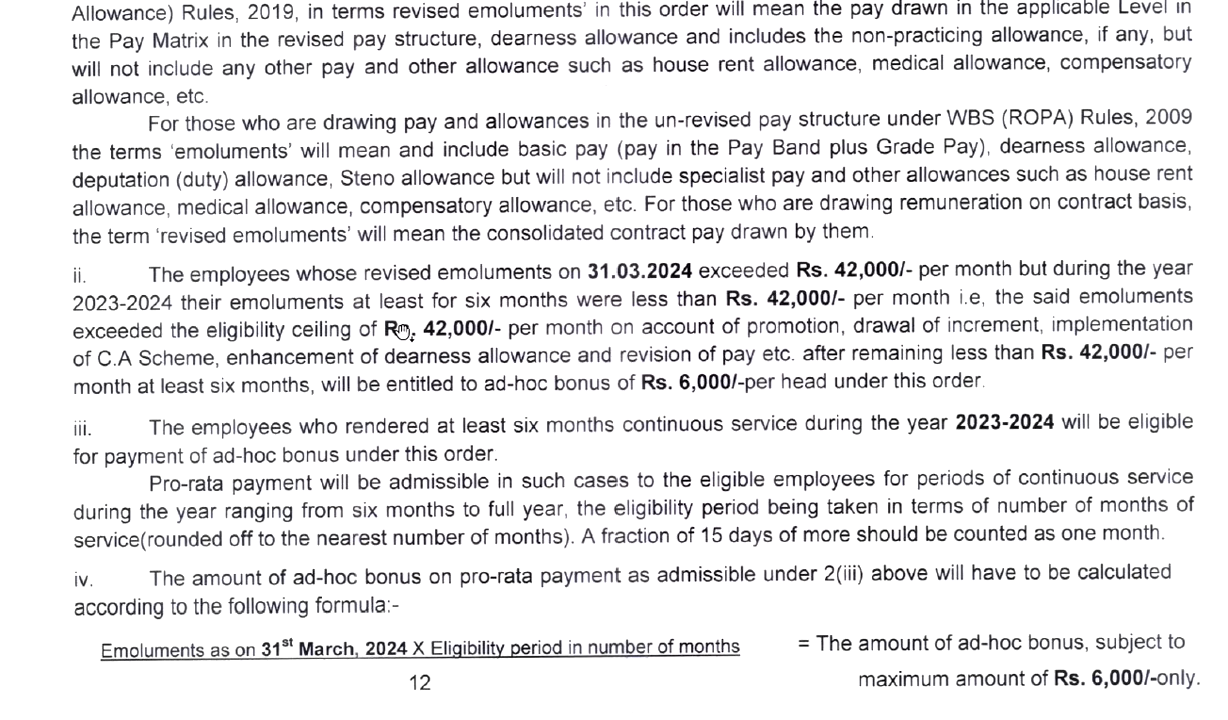 Allowance) Rules, 2019, in terms revised emoluments' in this order will mean the pay drawn in the applicable Level in
the Pay Matrix in the revised pay structure, dearness allowance and includes the non-practicing allowance, if any, but
will not include any other pay and other allowance such as house rent allowance, medical allowance, compensatory
allowance, etc.
For those who are drawing pay and allowances in the un-revised pay structure under WBS (ROPA) Rules, 2009
the terms 'emoluments' will mean and include basic pay (pay in the Pay Band plus Grade Pay), dearness allowance,
deputation (duty) allowance, Steno allowance but will not include specialist pay and other allowances such as house rent
allowance, medical allowance, compensatory allowance, etc. For those who are drawing remuneration on contract basis,
the term 'revised emoluments' will mean the consolidated contract pay drawn by them.
ii. The employees whose revised emoluments on 31.03.2024 exceeded Rs. 42,000/- per month but during the year
2023-2024 their emoluments at least for six months were less than Rs. 42,000/- per month i.e, the said emoluments
exceeded the eligibility ceiling of 42,000/- per month on account of promotion, drawal of increment, implementation
of C.A Scheme, enhancement of dearness allowance and revision of pay etc. after remaining less than Rs. 42,000/- per
month at least six months, will be entitled to ad-hoc bonus of Rs. 6,000/-per head under this order.
iii. The employees who rendered at least six months continuous service during the year 2023-2024 will be eligible
for payment of ad-hoc bonus under this order.
Pro-rata payment will be admissible in such cases to the eligible employees for periods of continuous service
during the year ranging from six months to full year, the eligibility period being taken in terms of number of months of
service(rounded off to the nearest number of months). A fraction of 15 days of more should be counted as one month.
iv. The amount of ad-hoc bonus on pro-rata payment as admissible under 2(iii) above will have to be calculated
according to the following formula:-
Emoluments as on 31st March, 2024 X Eligibility period in number of months = The amount of ad-hoc bonus, subject to
12 maximum amount of Rs. 6,000/-only.